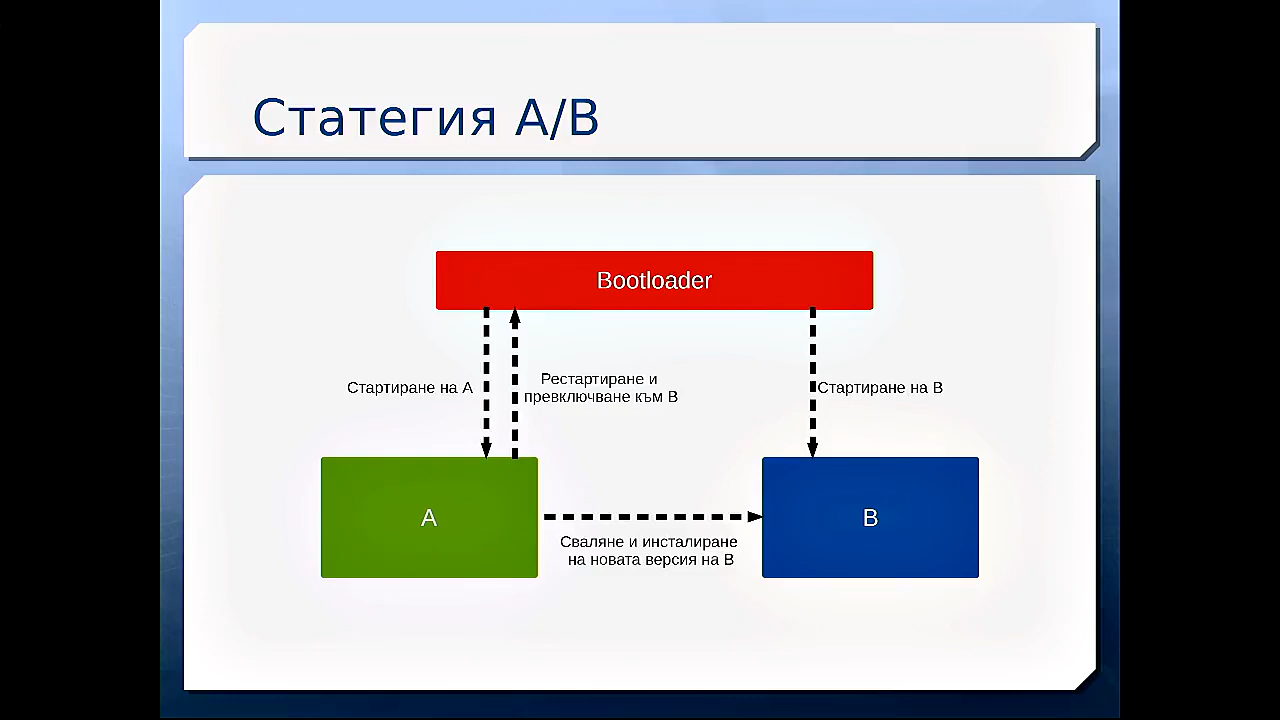 Статегия A/B
Bootloader
Стартиране на А
Рестартиране и
превключване към B
Стартиране на B
A
B
Сваляне и инсталиране
на новата версия на B